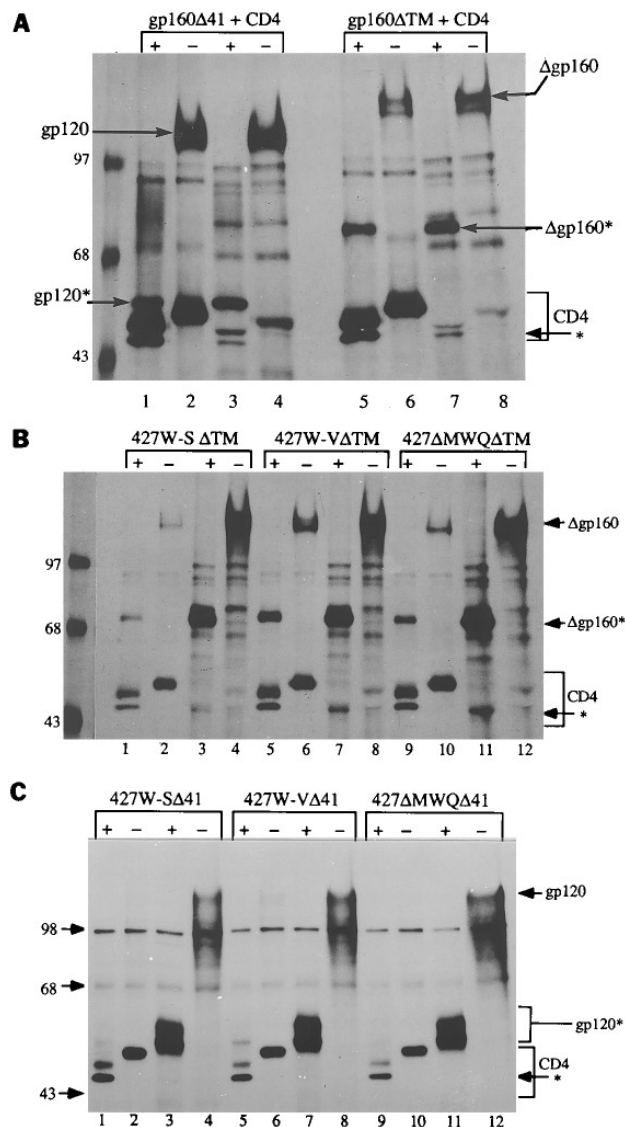 A
gp160Δ41 + CD4
gp160ΔTM + CD4
+ − + −
+ − + −
Δgp160
gp120
97
Δgp160*
68
gp120*
CD4
*
43
1 2 3 4 5 6 7 8
B
427W-S ΔTM
427W-VΔTM
427ΔMWQΔTM
+ − + − + − + − + − + −
Δgp160
97
Δgp160*
68
CD4
*
43
1 2 3 4 5 6 7 8 9 10 11 12
C
427W-SΔ41
427W-VΔ41
427ΔMWQΔ41
+ − + − + − + − + − + −
gp120
98
68
gp120*
CD4
*
43
1 2 3 4 5 6 7 8 9 10 11 12